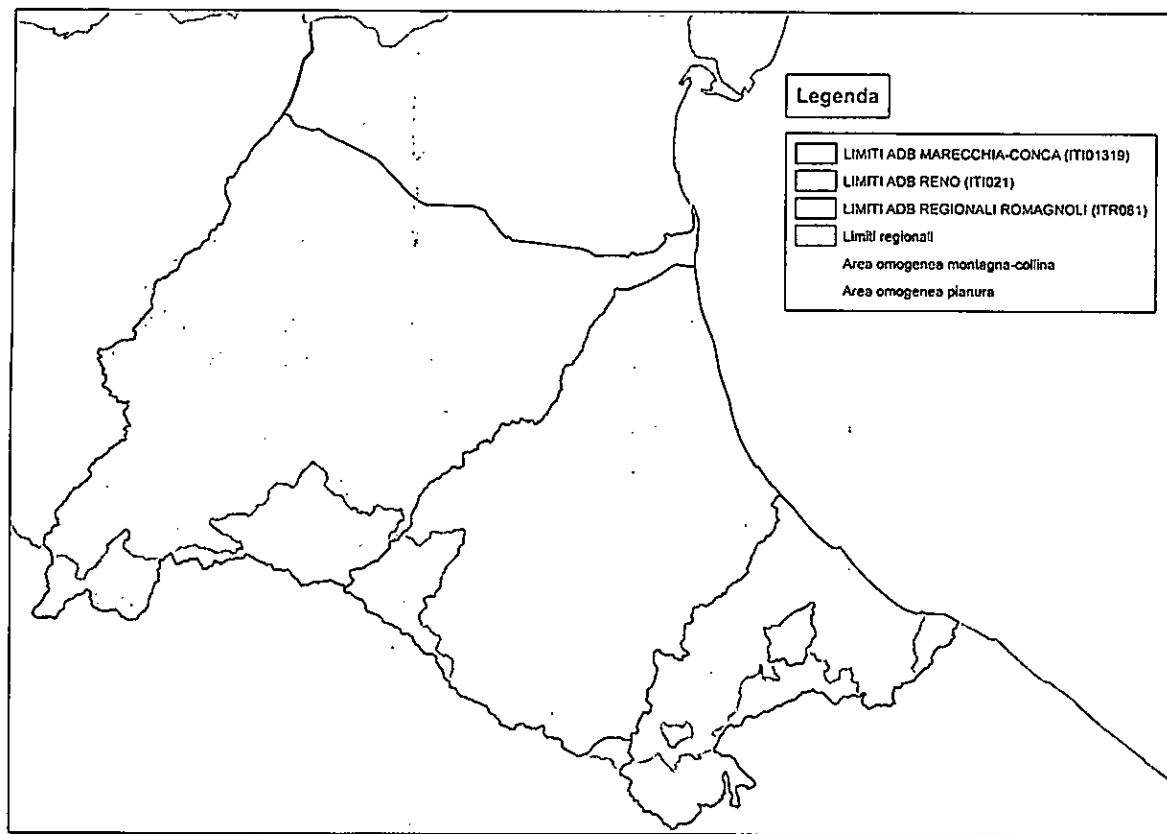 Legenda
LIMITI ADB MARECCHIA-CONCA (ITI01319)
LIMITI ADB RENO (ITI021)
LIMITI ADB REGIONALI ROMAGNOLI (ITR081)
Limiti regionali
Area omogenea montagna-collina
Area omogenea pianura